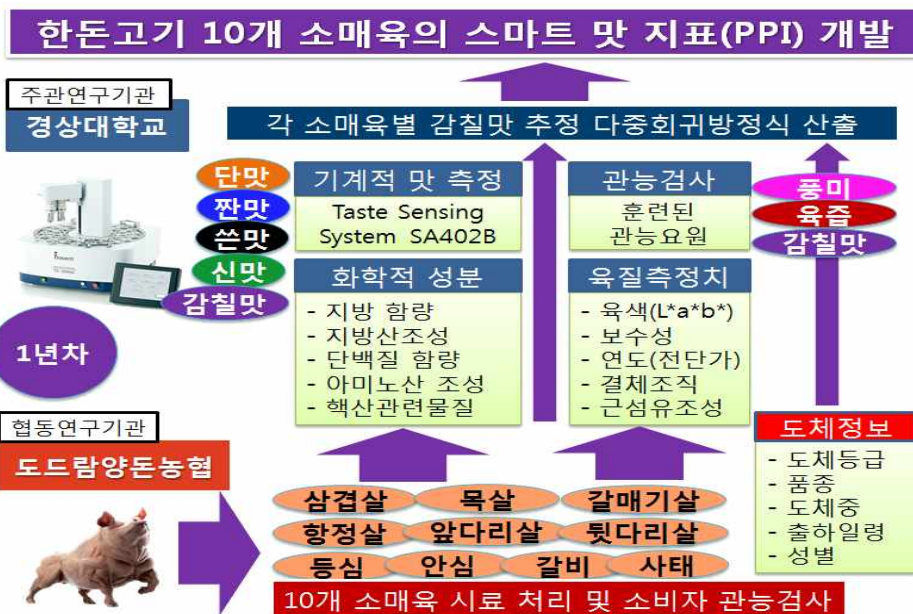 한돈고기 10개 소매육의 스마트 맛 지표(PPI) 개발
주관연구기관
경상대학교
각 소매육별 감칠맛 추정 다중회귀방정식 산출
단맛
짠맛
쓴맛
신맛
감칠맛
기계적 맛 측정
Taste Sensing
System SA402B
관능검사
훈련된
관능요원
풍미
육즙
감칠맛
화학적 성분
- 지방 함량
- 지방산조성
- 단백질 함량
- 아미노산 조성
- 핵산관련물질
육질측정치
- 육색(L*a*b*)
- 보수성
- 연도(전단가)
- 결체조직
- 근섬유조성
1년차
협동연구기관
도드람양돈농협
도체정보
- 도체등급
- 품종
- 도체중
- 출하일령
- 성별
삼겹살 목살 갈매기살
항정살 앞다리살 뒷다리살
등심 안심 갈비 사태
10개 소매육 시료 처리 및 소비자 관능검사